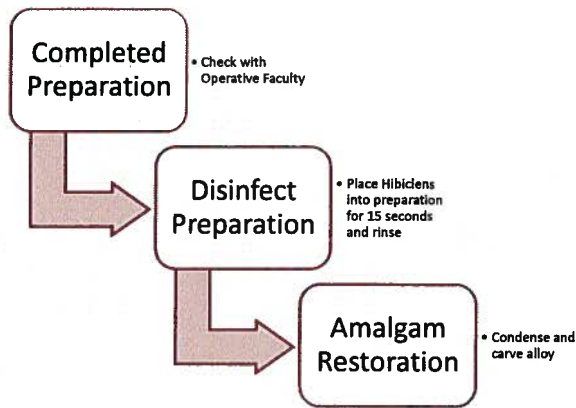 Completed
Preparation
• Check with
Operative Faculty
Disinfect
Preparation
• Place Hibiclens
into preparation
for 15 seconds
and rinse
Amalgam
Restoration
• Condense and
carve alloy